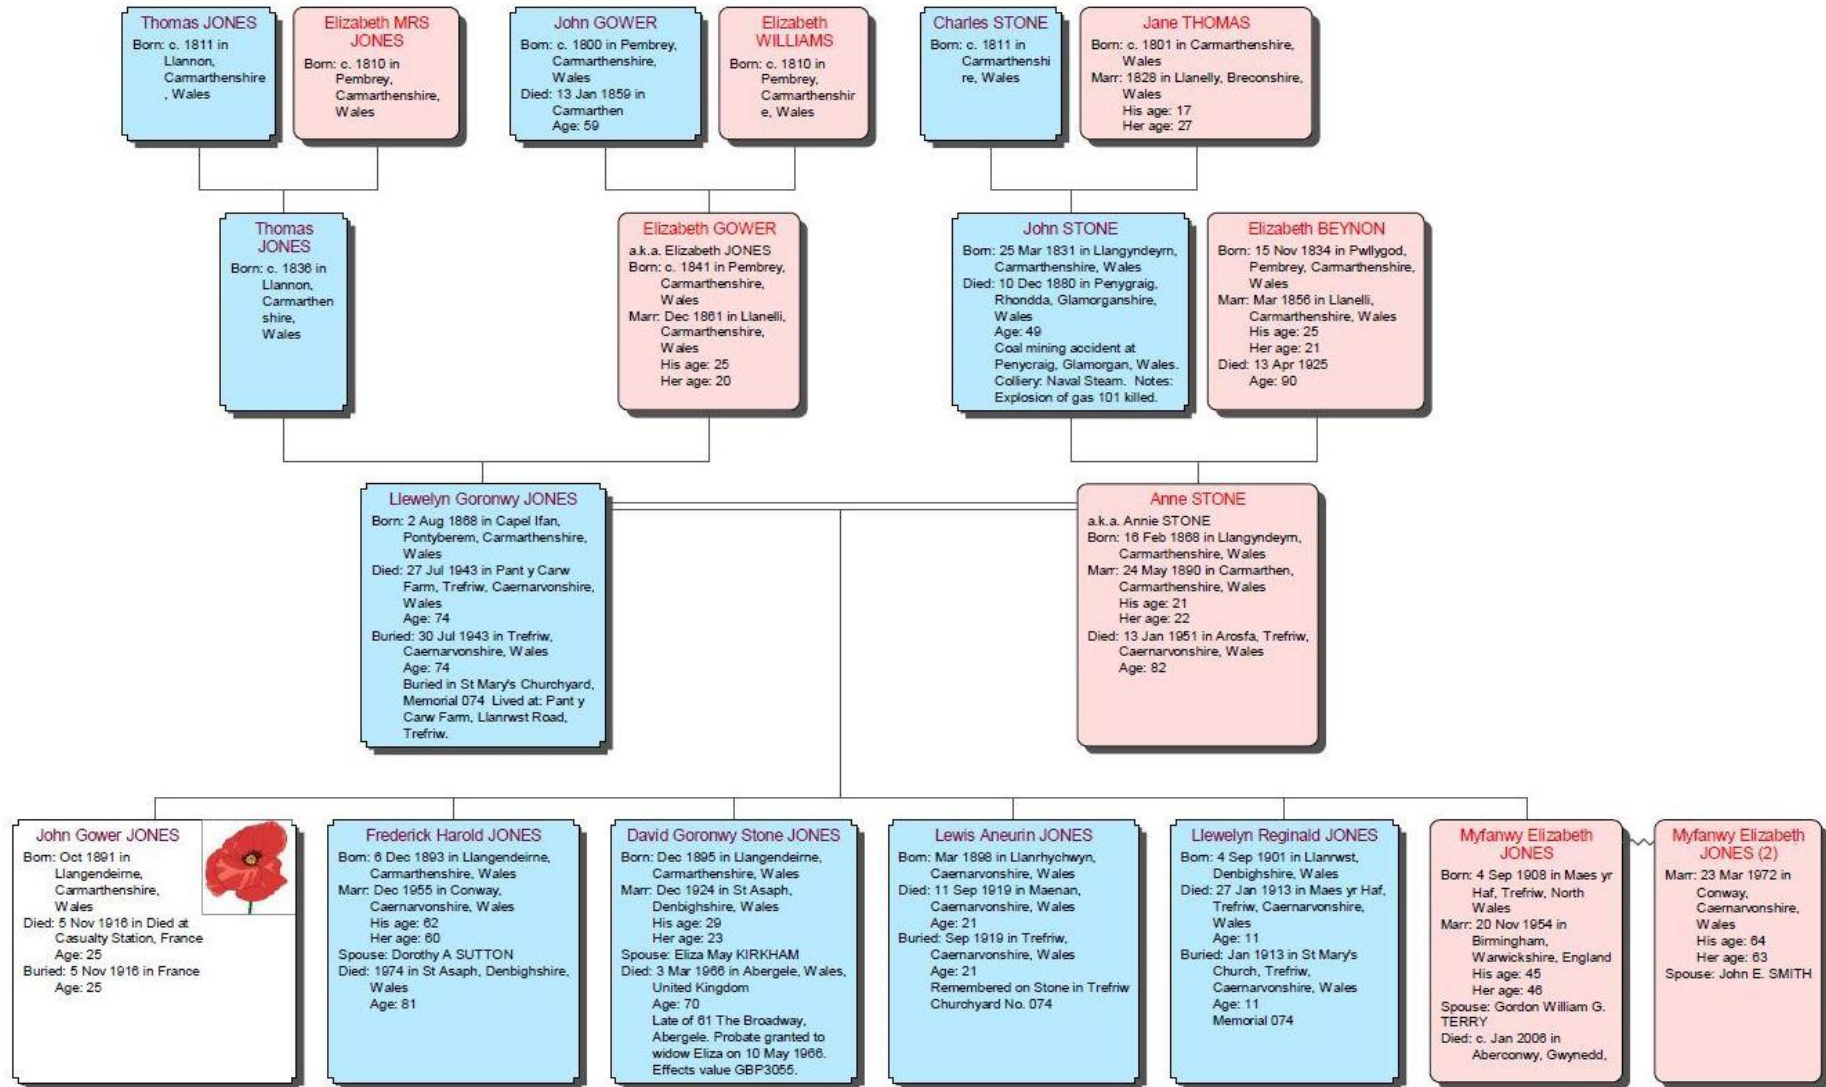 Thomas JONES
Born: c. 1811 in
Llannon,
Carmarthenshire
, Wales
Elizabeth MRS
JONES
Born: c. 1810 in
Pembrey,
Carmarthenshire,
Wales
John GOWER
Born: c. 1800 in Pembrey,
Carmarthenshire,
Wales
Died: 13 Jan 1859 in
Carmarthen
Age: 59
Elizabeth
WILLIAMS
Born: c. 1810 in
Pembrey,
Carmarthenshir
e, Wales
Charles STONE
Born: c. 1811 in
Carmarthenshi
re, Wales
Jane THOMAS
Born: c. 1801 in Carmarthenshire,
Wales
Marr: 1828 in Llanelly, Breconshire,
Wales
His age: 17
Her age: 27
Thomas
JONES
Born: c. 1836 in
Llannon,
Carmarthen
shire,
Wales
Elizabeth GOWER
a.k.a. Elizabeth JONES
Born: c. 1841 in Pembrey,
Carmarthenshire,
Wales
Marr: Dec 1861 in Llanelli,
Carmarthenshire,
Wales
His age: 25
Her age: 20
John STONE
Born: 25 Mar 1831 in Llangyndeyrn,
Carmarthenshire, Wales
Died: 10 Dec 1880 in Penygraig,
Rhondda, Glamorganshire,
Wales
Age: 49
Coal mining accident at
Penycraig, Glamorgan, Wales.
Colliery: Naval Steam. Notes:
Explosion of gas 101 killed.
Elizabeth BEYNON
Born: 15 Nov 1834 in Pwllygod,
Pembrey, Carmarthenshire,
Wales
Marr: Mar 1856 in Llanelli,
Carmarthenshire, Wales
His age: 25
Her age: 21
Died: 13 Apr 1925
Age: 90
Llewelyn Goronwy JONES
Born: 2 Aug 1868 in Capel Ifan,
Pontyberem, Carmarthenshire,
Wales
Died: 27 Jul 1943 in Pant y Carw
Farm, Trefriw, Caernarvonshire,
Wales
Age: 74
Buried: 30 Jul 1943 in Trefriw,
Caernarvonshire, Wales
Age: 74
Buried in St Mary's Churchyard,
Memorial 074 Lived at: Pant y
Carw Farm, Llanrwst Road,
Trefriw.
Anne STONE
a.k.a. Annie STONE
Born: 16 Feb 1868 in Llangyndeyrn,
Carmarthenshire, Wales
Marr: 24 May 1890 in Carmarthen,
Carmarthenshire, Wales
His age: 21
Her age: 22
Died: 13 Jan 1951 in Arosfa, Trefriw,
Caernarvonshire, Wales
Age: 82
John Gower JONES
Born: Oct 1891 in
Llangendeirne,
Carmarthenshire,
Wales
Died: 5 Nov 1916 in Died at
Casualty Station, France
Age: 25
Buried: 5 Nov 1916 in France
Age: 25
Frederick Harold JONES
Born: 6 Dec 1893 in Llangendeirne,
Carmarthenshire, Wales
Marr: Dec 1955 in Conway,
Caernarvonshire, Wales
His age: 62
Her age: 60
Spouse: Dorothy A SUTTON
Died: 1974 in St Asaph, Denbighshire,
Wales
Age: 81
David Goronwy Stone JONES
Born: Dec 1895 in Llangendeirne,
Carmarthenshire, Wales
Marr: Dec 1924 in St Asaph,
Denbighshire, Wales
His age: 29
Her age: 23
Spouse: Eliza May KIRKHAM
Died: 3 Mar 1966 in Abergele, Wales,
United Kingdom
Age: 70
Late of 61 The Broadway,
Abergele. Probate granted to
widow Eliza on 10 May 1966.
Effects value GBP3055.
Lewis Aneurin JONES
Born: Mar 1898 in Llanrhychwyn,
Caernarvonshire, Wales
Died: 11 Sep 1919 in Maenan,
Caernarvonshire, Wales
Age: 21
Buried: Sep 1919 in Trefriw,
Caernarvonshire, Wales
Age: 21
Remembered on Stone in Trefriw
Churchyard No. 074
Llewelyn Reginald JONES
Born: 4 Sep 1901 in Llanrwst,
Denbighshire, Wales
Died: 27 Jan 1913 in Maes yr Haf,
Trefriw, Caernarvonshire,
Wales
Age: 11
Buried: Jan 1913 in St Mary's
Church, Trefriw,
Caernarvonshire, Wales
Age: 11
Memorial 074
Myfanwy Elizabeth
JONES
Born: 4 Sep 1908 in Maes yr
Haf, Trefriw, North
Wales
Marr: 20 Nov 1954 in
Birmingham,
Warwickshire, England
His age: 45
Her age: 46
Spouse: Gordon William G.
TERRY
Died: c. Jan 2006 in
Aberconwy, Gwynedd,
Myfanwy Elizabeth
JONES (2)
Marr: 23 Mar 1972 in
Conway,
Caernarvonshire,
Wales
His age: 64
Her age: 63
Spouse: John E. SMITH